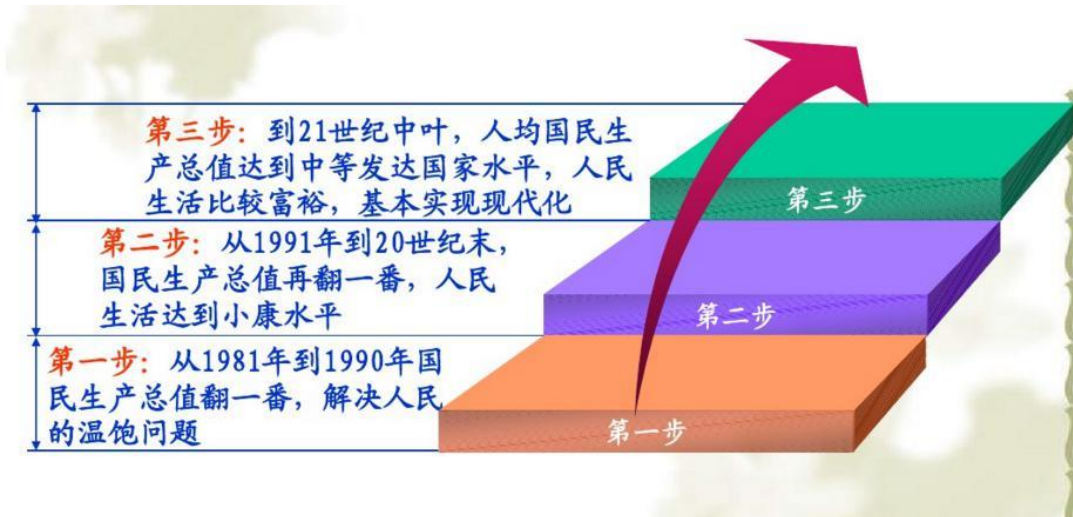 第三步：到21世纪中叶，人均国民生
产总值达到中等发达国家水平，人民
生活比较富裕，基本实现现代化
第三步
第二步：从1991年到20世纪末，
国民生产总值再翻一番，人民
生活达到小康水平
第二步
第一步：从1981年到1990年国
民生产总值翻一番，解决人民
的温饱问题
第一步